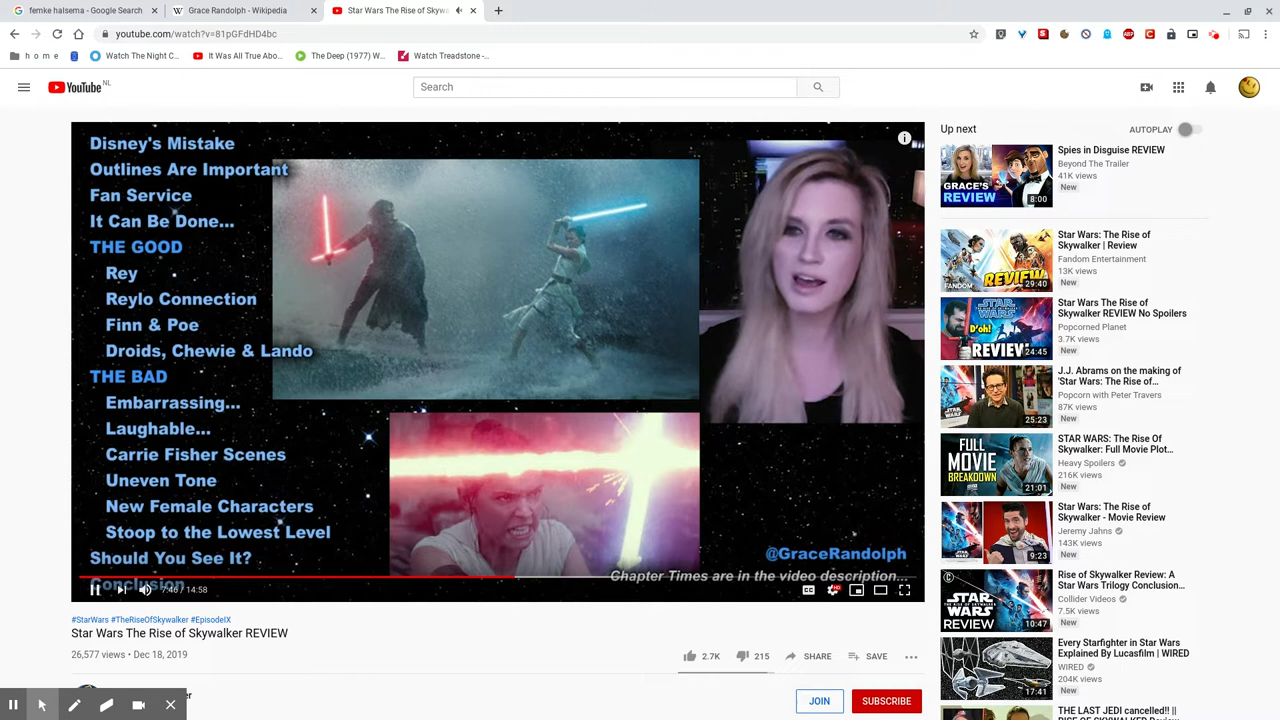 femke halsema - Google Search
Grace Randolph - Wikipedia
Star Wars The Rise of Skywa
youtube.com/watch?v=81pGFdHD4bc
h o m e
Watch The Night C...
It Was All True Abo...
The Deep (1977) W...
Watch Treadstone -...
YouTube NL
Search
Disney's Mistake
Outlines Are Important
Fan Service
It Can Be Done...
THE GOOD
Rey
Reylo Connection
Finn & Poe
Droids, Chewie & Lando
THE BAD
Embarrassing...
Laughable...
Carrie Fisher Scenes
Uneven Tone
New Female Characters
Stoop to the Lowest Level
Should You See It?
Conclusion
@GraceRandolph
Chapter Times are in the video description...
7:46 / 14:58
CC
HD
#StarWars #TheRiseOfSkywalker #EpisodeIX
Star Wars The Rise of Skywalker REVIEW
26,577 views • Dec 18, 2019
2.7K
215
SHARE
SAVE
JOIN
SUBSCRIBE
Up next
AUTOPLAY
GRACE'S
REVIEW
8:00
Spies in Disguise REVIEW
Beyond The Trailer
41K views
New
FANDOM
REVIEW
29:40
Star Wars: The Rise of
Skywalker | Review
Fandom Entertainment
13K views
New
STAR WARS
D'oh!
REVIEW
24:45
Star Wars The Rise of
Skywalker REVIEW No Spoilers
Popcorned Planet
3.7K views
New
25:23
J.J. Abrams on the making of
'Star Wars: The Rise of...
Popcorn with Peter Travers
87K views
New
FULL
MOVIE
BREAKDOWN
21:01
STAR WARS: The Rise Of
Skywalker: Full Movie Plot...
Heavy Spoilers
216K views
New
9:23
Star Wars: The Rise of
Skywalker - Movie Review
Jeremy Jahns
143K views
New
STAR
WARS
REVIEW
10:47
Rise of Skywalker Review: A
Star Wars Trilogy Conclusion...
Collider Videos
7.5K views
New
17:41
Every Starfighter in Star Wars
Explained By Lucasfilm | WIRED
WIRED
204K views
New
THE LAST JEDI cancelled!! ||